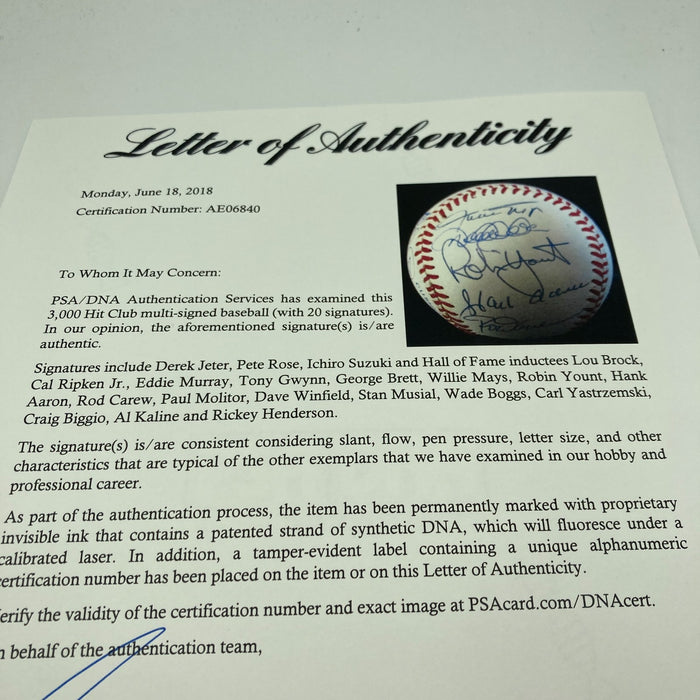 Letter of Authenticity
Monday, June 18, 2018
Certification Number: AE06840
To Whom It May Concern:
PSA/DNA Authentication Services has examined this
3,000 Hit Club multi-signed baseball (with 20 signatures).
In our opinion, the aforementioned signature(s) is/are
authentic.
Robin Yount
Hank Aaron
Signatures include Derek Jeter, Pete Rose, Ichiro Suzuki and Hall of Fame inductees Lou Brock,
Cal Ripken Jr., Eddie Murray, Tony Gwynn, George Brett, Willie Mays, Robin Yount, Hank
Aaron, Rod Carew, Paul Molitor, Dave Winfield, Stan Musial, Wade Boggs, Carl Yastrzemski,
Craig Biggio, Al Kaline and Rickey Henderson.
The signature(s) is/are consistent considering slant, flow, pen pressure, letter size, and other
characteristics that are typical of the other exemplars that we have examined in our hobby and
professional career.
As part of the authentication process, the item has been permanently marked with proprietary
invisible ink that contains a patented strand of synthetic DNA, which will fluoresce under a
calibrated laser. In addition, a tamper-evident label containing a unique alphanumeric
ertification number has been placed on the item or on this Letter of Authenticity.
erify the validity of the certification number and exact image at PSAcard.com/DNAcert.
n behalf of the authentication team,